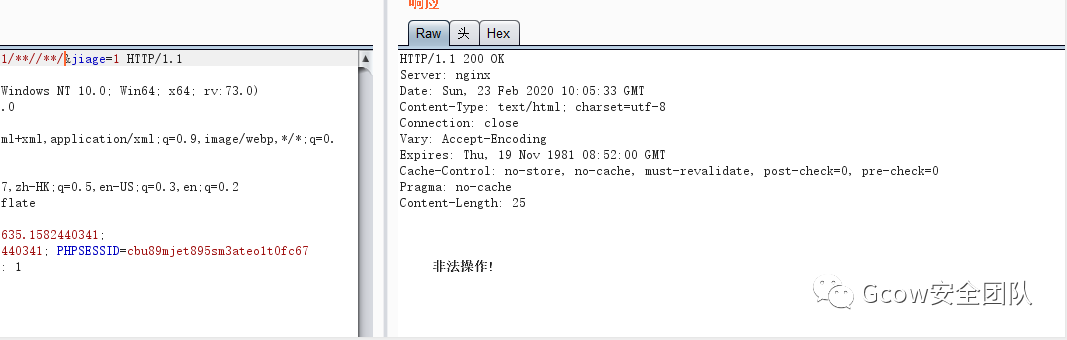 响应
Raw 头 Hex
1/**//**/&jiage=1 HTTP/1.1
Windows NT 10.0; Win64; x64; rv:73.0)
.0
ml+xml,application/xml;q=0.9,image/webp,*/*;q=0.
7,zh-HK;q=0.5,en-US;q=0.3,en;q=0.2
flate
635.1582440341;
440341; PHPSESSID=cbu89mjet895sm3ateo1t0fc67
: 1
HTTP/1.1 200 OK
Server: nginx
Date: Sun, 23 Feb 2020 10:05:33 GMT
Content-Type: text/html; charset=utf-8
Connection: close
Vary: Accept-Encoding
Expires: Thu, 19 Nov 1981 08:52:00 GMT
Cache-Control: no-store, no-cache, must-revalidate, post-check=0, pre-check=0
Pragma: no-cache
Content-Length: 25
非法操作!
Gcow安全团队